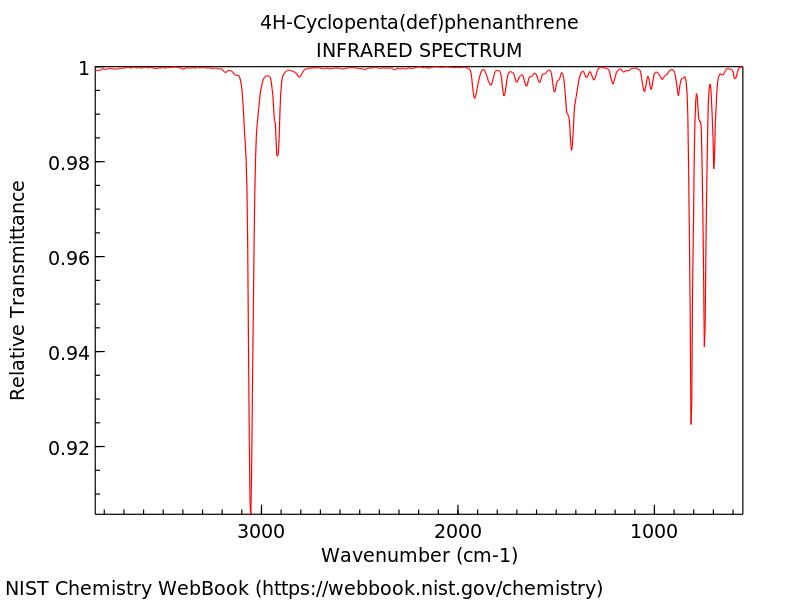 4H-Cyclopenta(def)phenanthrene
INFRARED SPECTRUM
1
0.98
0.96
0.94
0.92
Relative Transmittance
3000 2000 1000
Wavenumber (cm-1)
NIST Chemistry WebBook (https://webbook.nist.gov/chemistry)